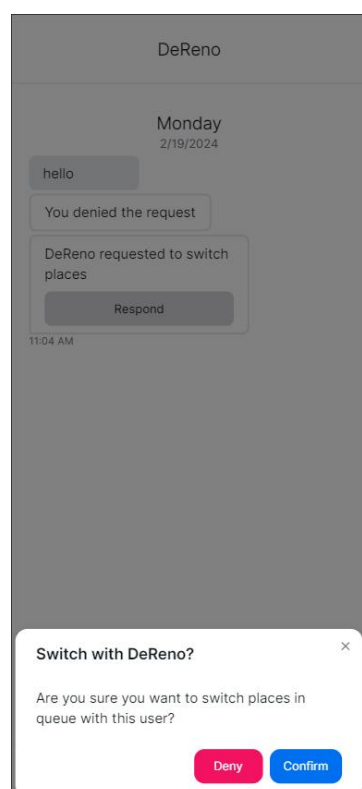 DeReno
Monday
2/19/2024
hello
You denied the request
DeReno requested to switch
places
Respond
11:04 AM
Switch with DeReno?
Are you sure you want to switch places in
queue with this user?
Deny
Confirm